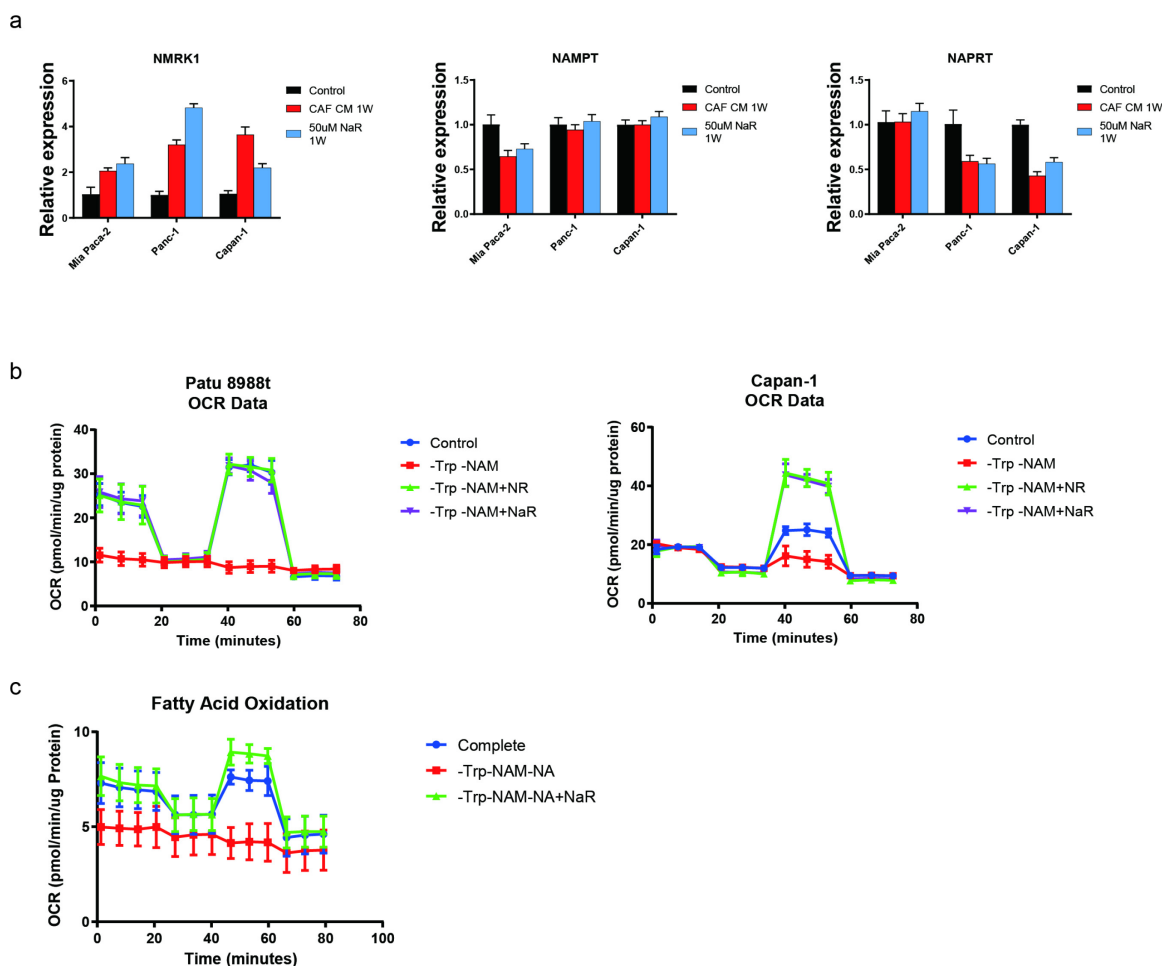 a
NMRK1
Relative expression
6
4
2
0
Mia Paca-2
Panc-1
Capan-1
Control
CAF CM 1W
50uM NaR
1W
NAMPT
Relative expression
1.5
1.0
0.5
0.0
Mia Paca-2
Panc-1
Capan-1
Control
CAF CM 1W
50uM NaR
1W
NAPRT
Relative expression
1.5
1.0
0.5
0.0
Mia Paca-2
Panc-1
Capan-1
Control
CAF CM 1W
50uM NaR
1W
b
Patu 8988t
OCR Data
OCR (pmol/min/ug protein)
40
30
20
10
0
0 20 40 60 80
Time (minutes)
Control
-Trp -NAM
-Trp -NAM+NR
-Trp -NAM+NaR
Capan-1
OCR Data
OCR (pmol/min/ug protein)
60
40
20
0
0 20 40 60 80
Time (minutes)
Control
-Trp -NAM
-Trp -NAM+NR
-Trp -NAM+NaR
c
Fatty Acid Oxidation
OCR (pmol/min/ug Protein)
10
5
0
0 20 40 60 80 100
Time (minutes)
Complete
-Trp-NAM-NA
-Trp-NAM-NA+NaR